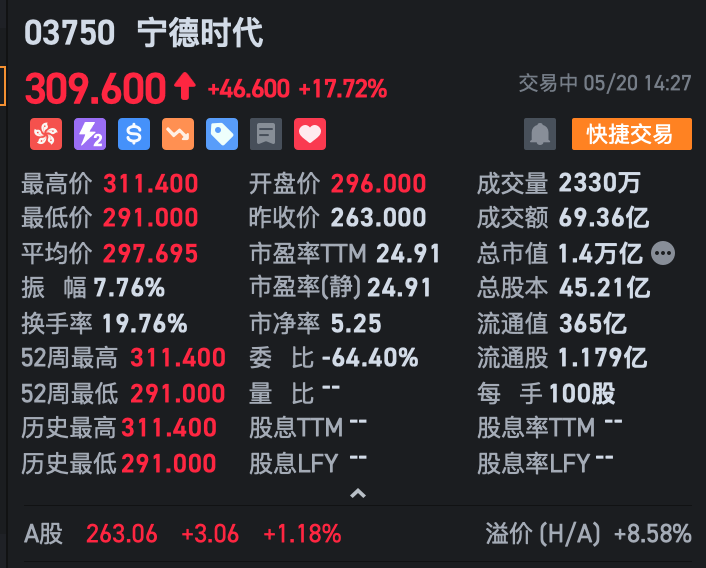 03750 宁德时代
309.600 +46.600 +17.72% 交易中 05/20 14:27
快捷交易
最高价 311.400 开盘价 296.000 成交量 2330万
最低价 291.000 昨收价 263.000 成交额 69.36亿
平均价 297.695 市盈率TTM 24.91 总市值 1.4万亿
振 幅 7.76% 市盈率(静) 24.91 总股本 45.21亿
换手率 19.76% 市净率 5.25 流通值 365亿
52周最高 311.400 委 比 -64.40% 流通股 1.179亿
52周最低 291.000 量 比 -- 每 手 100股
历史最高 311.400 股息TTM -- 股息率TTM --
历史最低 291.000 股息LFY -- 股息率LFY --
A股 263.06 +3.06 +1.18% 溢价 (H/A) +8.58%